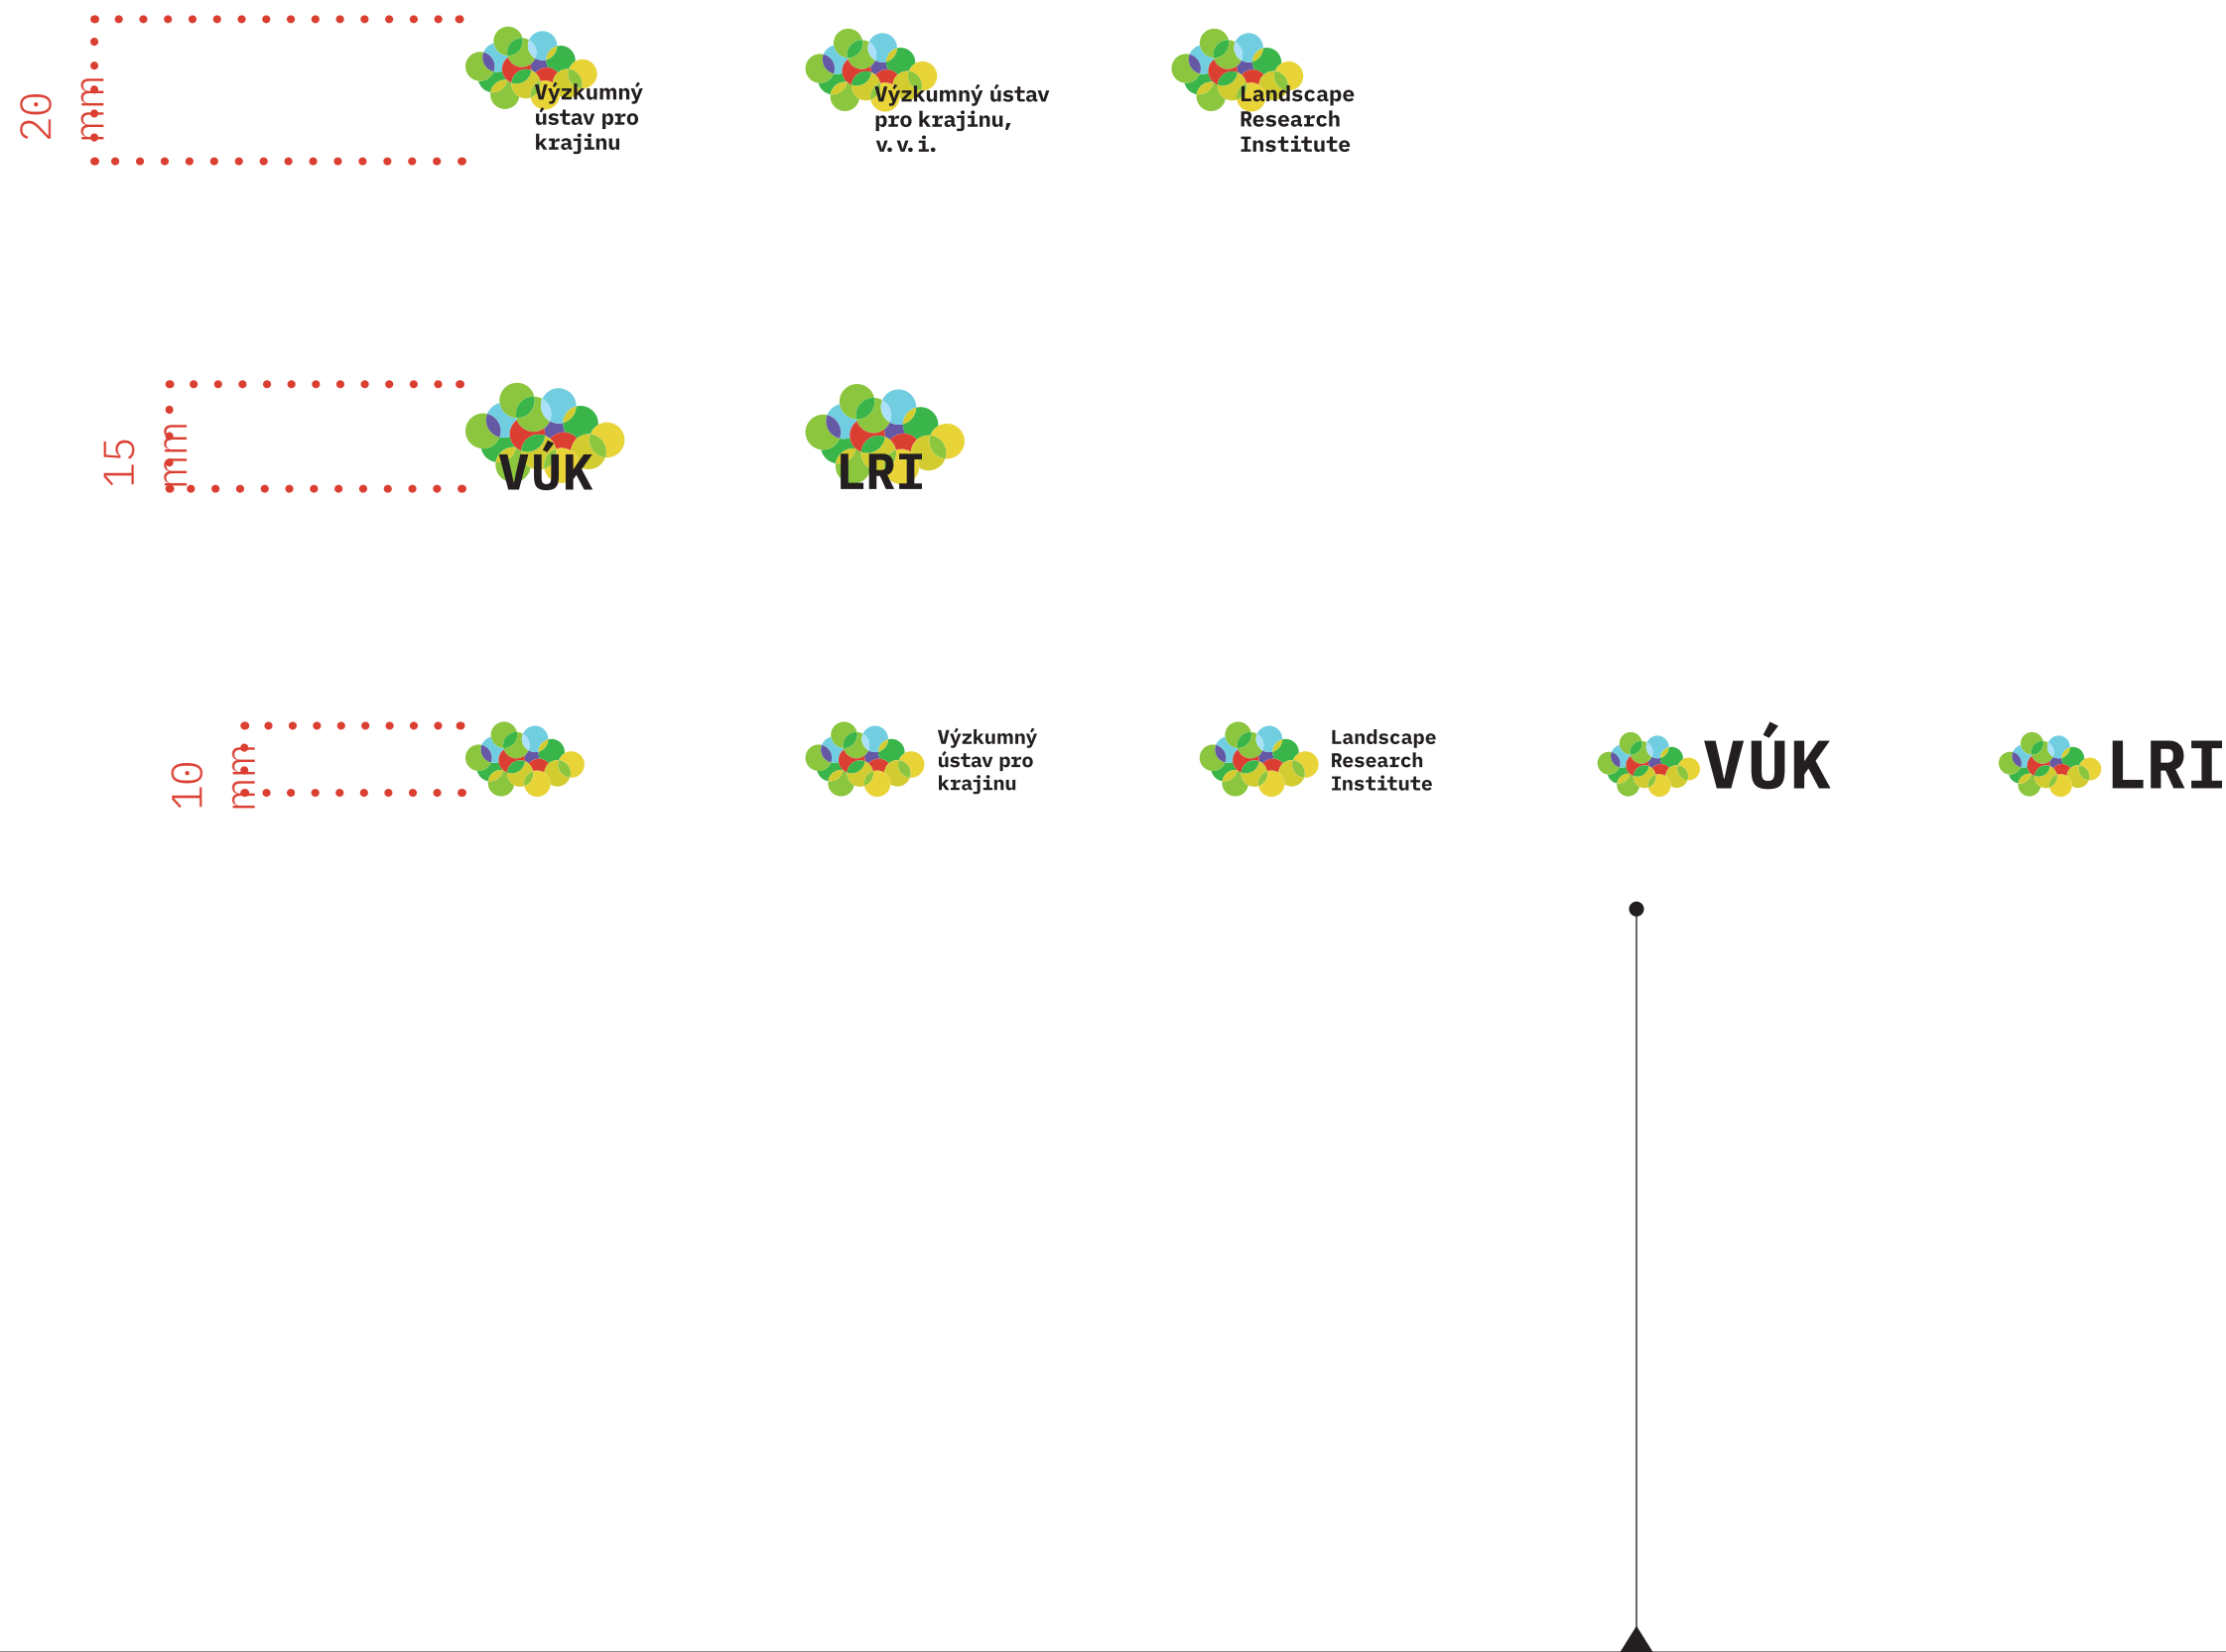 20 mm
Výzkumný
ústav pro
krajinu
Výzkumný ústav
pro krajinu,
v.v.i.
Landscape
Research
Institute
15 mm
VÚK
LRI
10 mm
Výzkumný
ústav pro
krajinu
Landscape
Research
Institute
VÚK
LRI